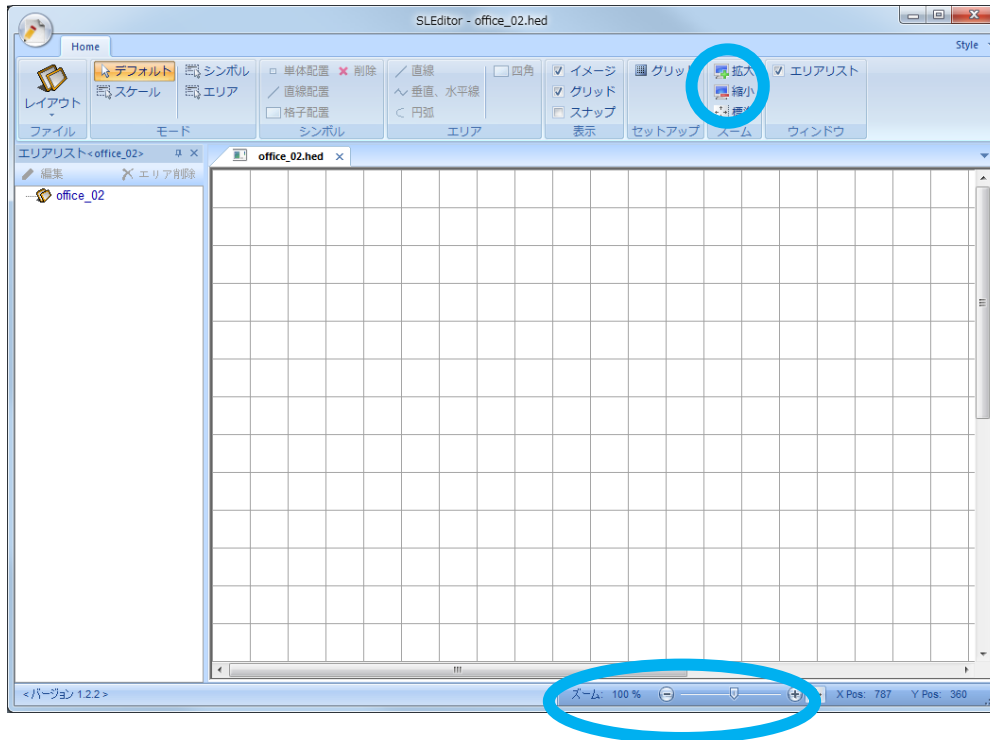 SLEditor - office_02.hed
Home
Style
レイアウト
デフォルト
スケール
シンボル
エリア
単体配置
削除
直線配置
格子配置
直線
垂直、水平線
円弧
四角
イメージ
グリッド
スナップ
グリッ
拡大
縮小
標準
エリアリスト
ファイル
モード
シンボル
エリア
表示
セットアップ
ズーム
ウィンドウ
エリアリスト<office_02>
編集
エリア削除
office_02
office_02.hed
<バージョン 1.2.2 >
ズーム: 100 %
X Pos: 787
Y Pos: 360